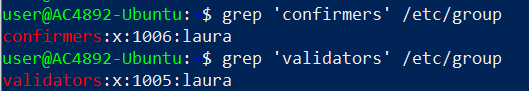 user@AC4892-Ubuntu: $ grep 'confirmers' /etc/group
confirmers:x:1006:laura
user@AC4892-Ubuntu: $ grep 'validators' /etc/group
validators:x:1005:laura